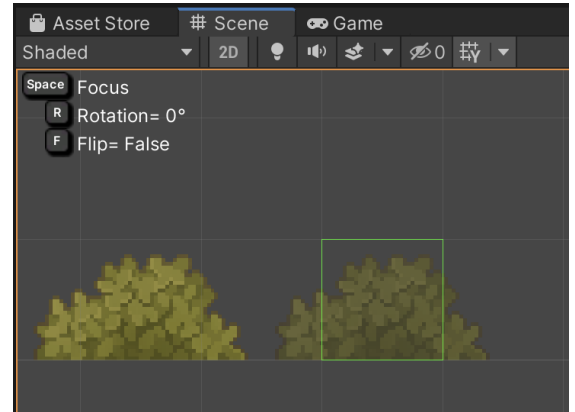 Asset Store # Scene Game
Shaded 2D 0
Space Focus
R Rotation= 0°
F Flip= False